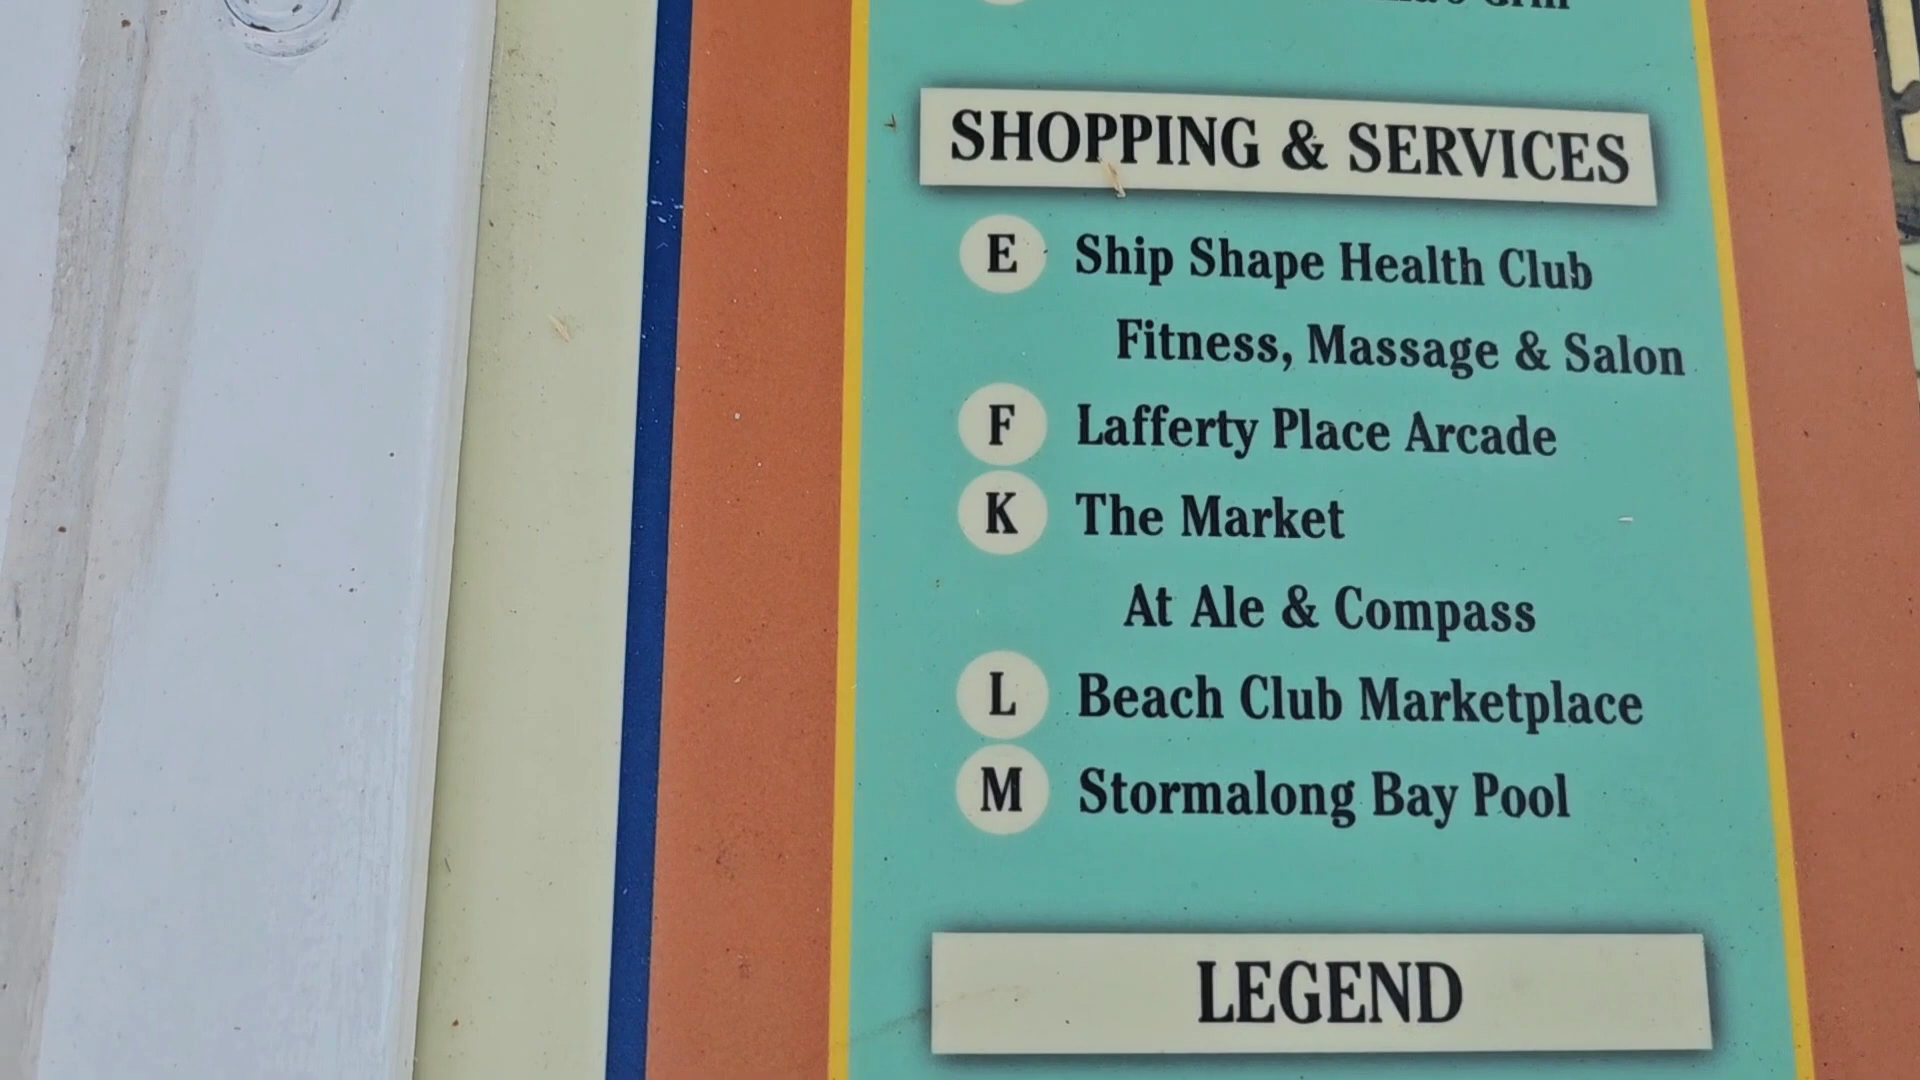 Grill
SHOPPING & SERVICES
E Ship Shape Health Club
Fitness, Massage & Salon
F Lafferty Place Arcade
K The Market
At Ale & Compass
L Beach Club Marketplace
M Stormalong Bay Pool
LEGEND